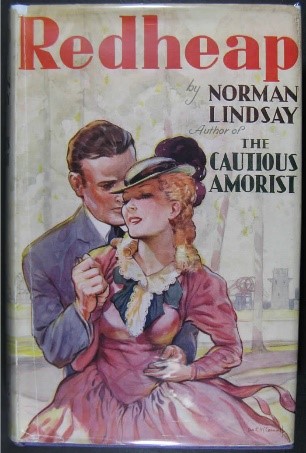 Redheap
by NORMAN
LINDSAY
Author of
THE
CAUTIOUS
AMORIST